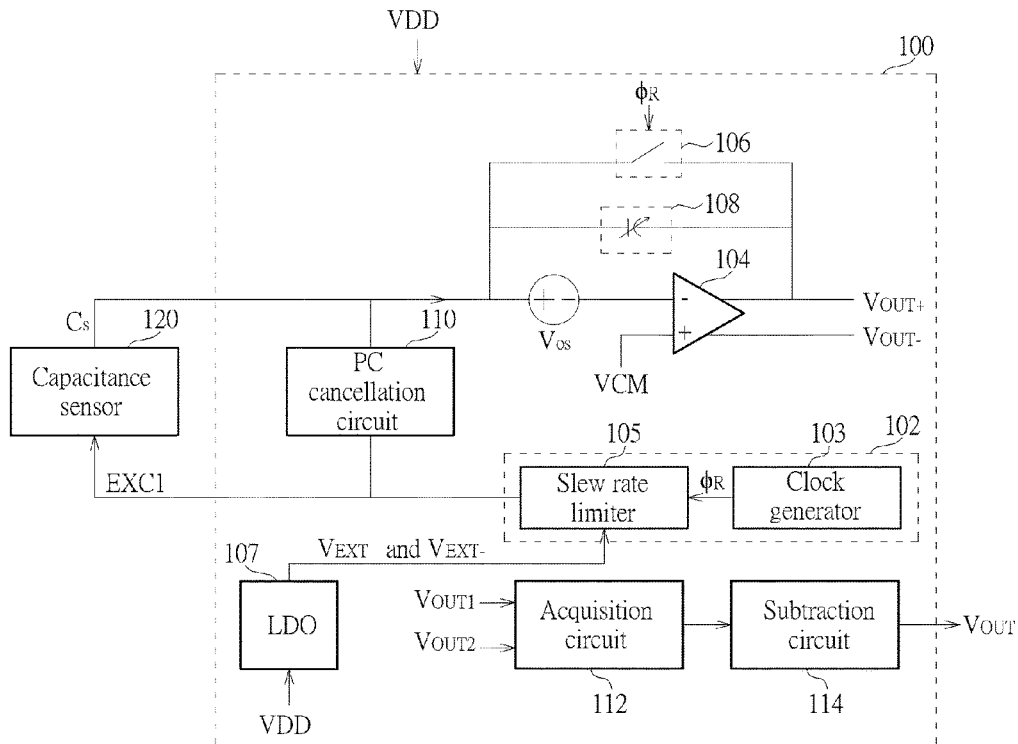 VDD
100
ϕR
106
108
104
Cs
120
110
+ -
-
+
VOUT+
VOUT-
Vos
VCM
Capacitance
sensor
PC
cancellation
circuit
102
105
103
EXC1
Slew rate
limiter
ϕR
Clock
generator
VEXT and VEXT-
107
LDO
VOUT1
VOUT2
Acquisition
circuit
Subtraction
circuit
VOUT
VDD
112
114